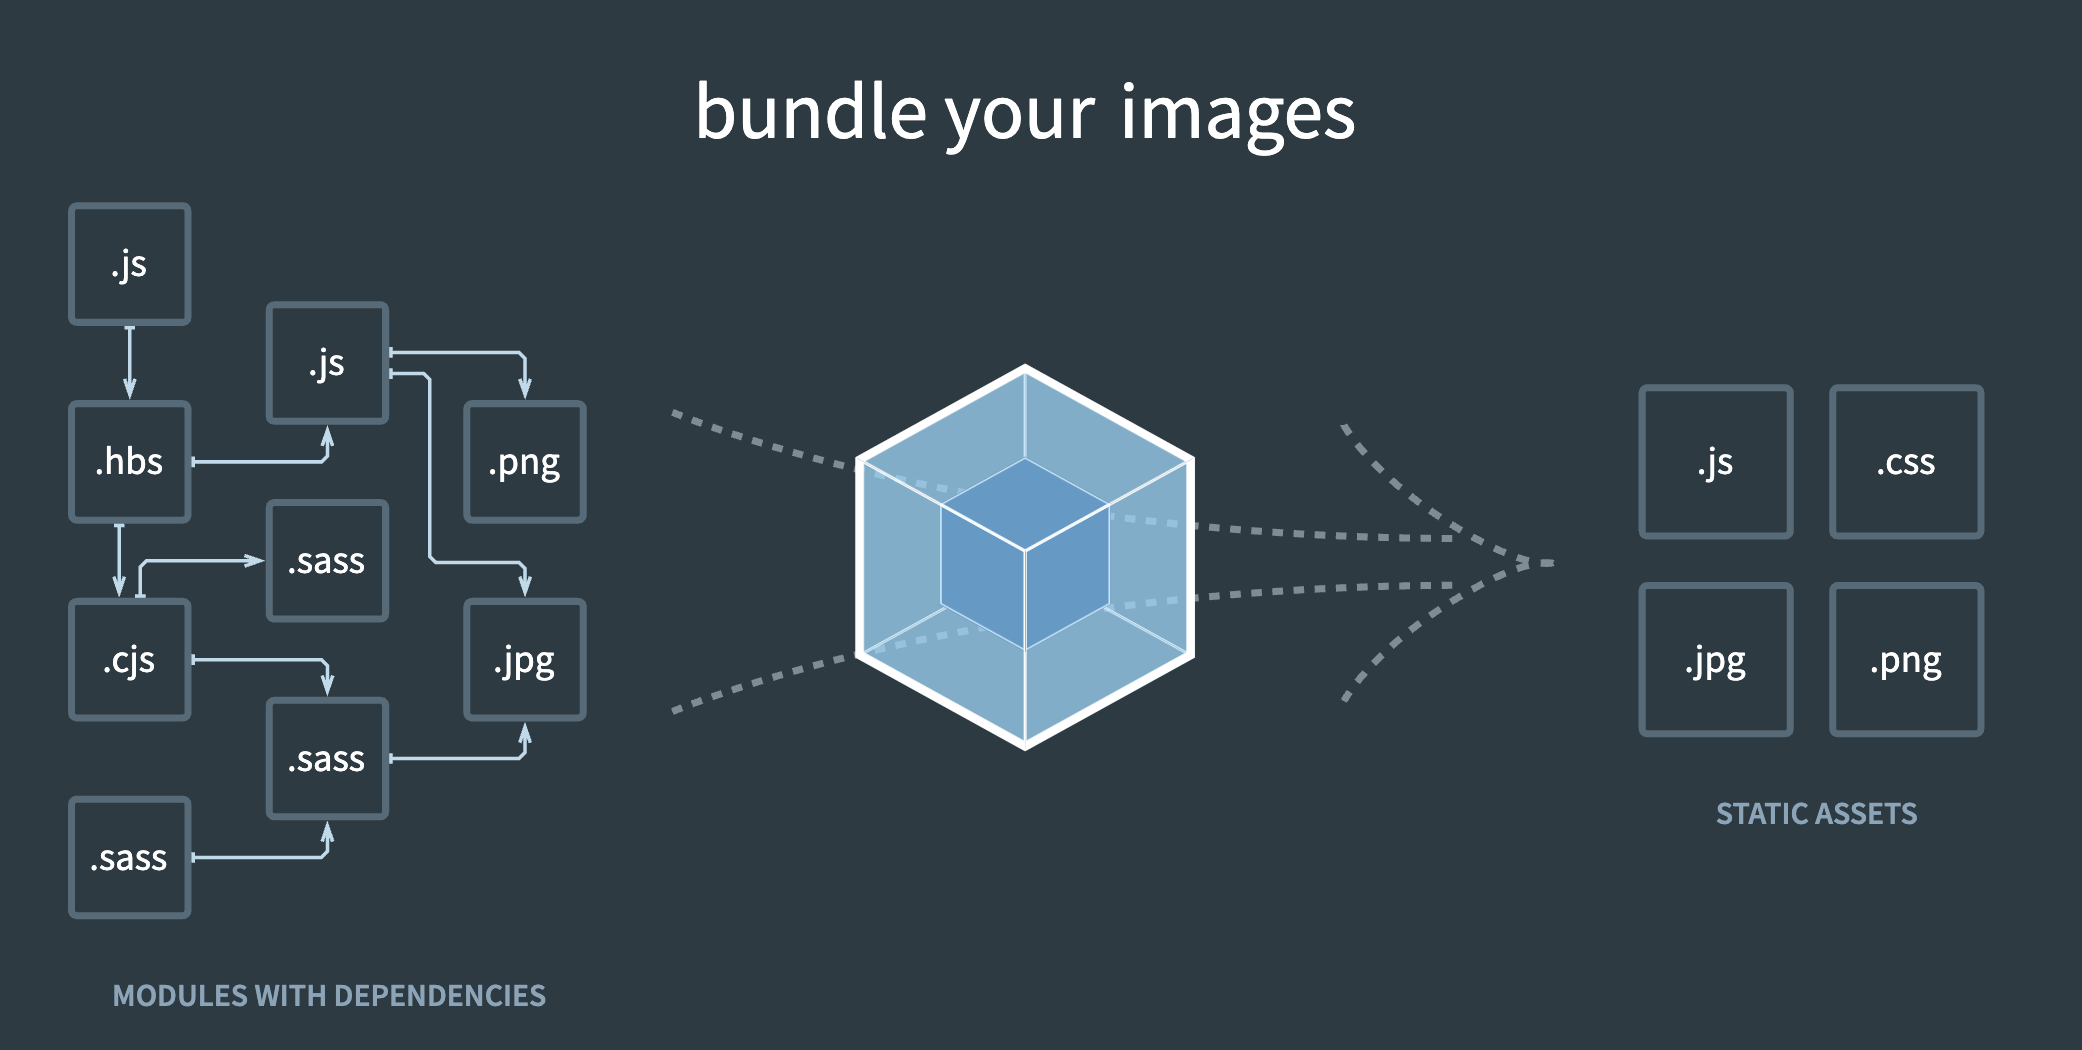 bundle your images
.js
.js
.hbs
.png
.sass
.cjs
.jpg
.sass
.sass
MODULES WITH DEPENDENCIES
.js
.css
.jpg
.png
STATIC ASSETS